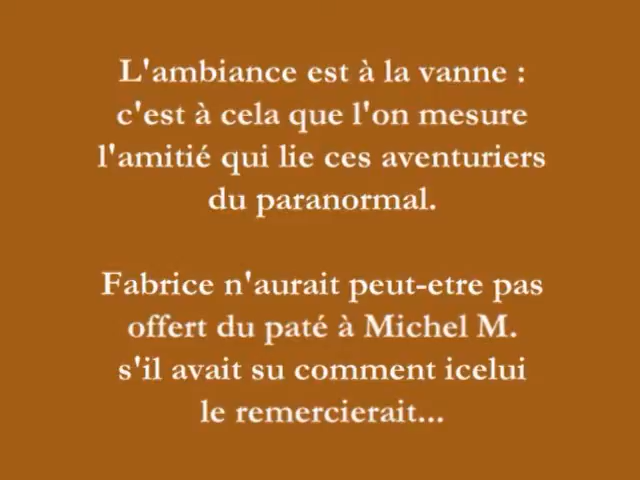 L'ambiance est à la vanne :
c'est à cela que l'on mesure
l'amitié qui lie ces aventuriers
du paranormal.
Fabrice n'aurait peut-etre pas
offert du paté à Michel M.
s'il avait su comment icelui
le remercierait...